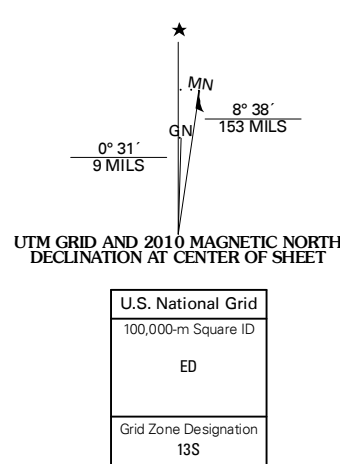 MN
8° 38´
153 MILS
GN
0° 31´
9 MILS
UTM GRID AND 2010 MAGNETIC NORTH
DECLINATION AT CENTER OF SHEET
U.S. National Grid
100,000-m Square ID
ED
Grid Zone Designation
13S